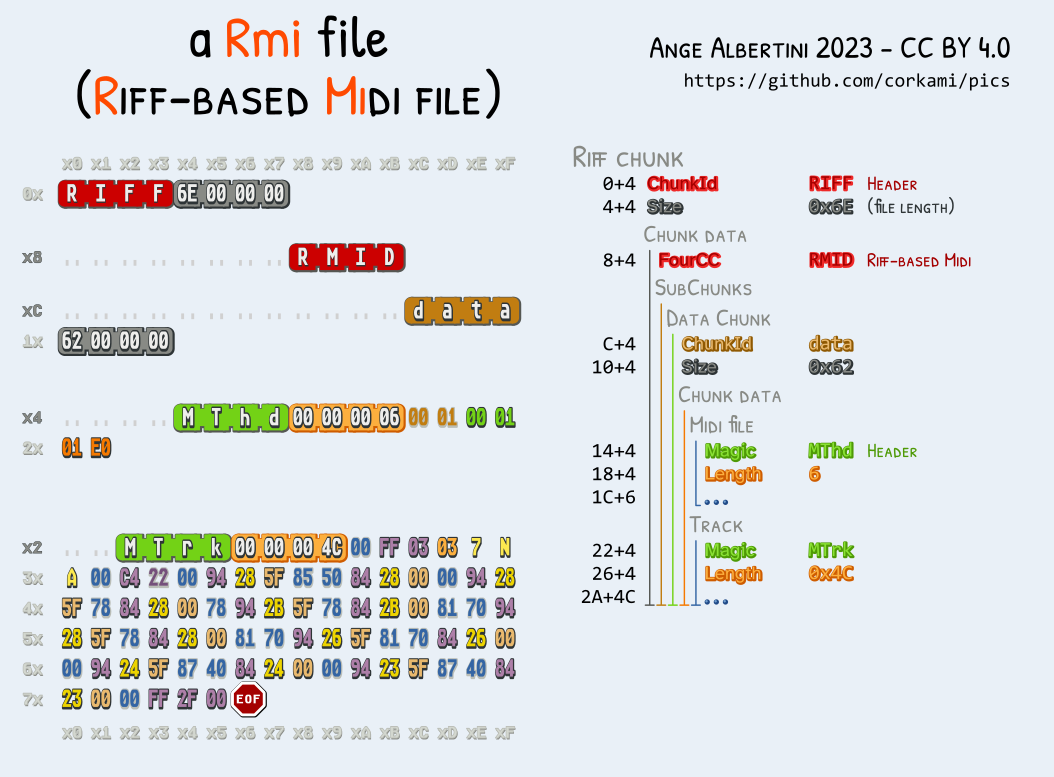 a Rmi file
(Riff-based Midi file)
Ange Albertini 2023 - CC BY 4.0
https://github.com/corkami/pics
x0 x1 x2 x3 x4 x5 x6 x7 x8 x9 xA xB xC xD xE xF
0x R I F F 6E 00 00 00
x8 .. .. .. .. .. .. .. .. R M I D
xC .. .. .. .. .. .. .. .. .. .. .. .. d a t a
1x 62 00 00 00
x4 .. .. .. .. M T h d 00 00 00 06 00 01 00 01
2x 01 E0
x2 .. .. M T r k 00 00 00 4C 00 FF 03 03 7 N
3x A 00 C4 22 00 94 28 5F 85 50 84 28 00 00 94 28
4x 5F 78 84 28 00 78 94 2B 5F 78 84 2B 00 81 70 94
5x 28 5F 78 84 28 00 81 70 94 26 5F 81 70 84 26 00
6x 00 94 24 5F 87 40 84 24 00 00 94 23 5F 87 40 84
7x 23 00 00 FF 2F 00 EOF
x0 x1 x2 x3 x4 x5 x6 x7 x8 x9 xA xB xC xD xE xF
Riff chunk
0+4 ChunkId RIFF Header
4+4 Size 0x6E (file length)
Chunk data
8+4 FourCC RMID Riff-based Midi
SubChunks
Data Chunk
C+4 ChunkId data
10+4 Size 0x62
Chunk data
Midi file
14+4 Magic MThd Header
18+4 Length 6
1C+6 ...
Track
22+4 Magic MTrk
26+4 Length 0x4C
2A+4C ...